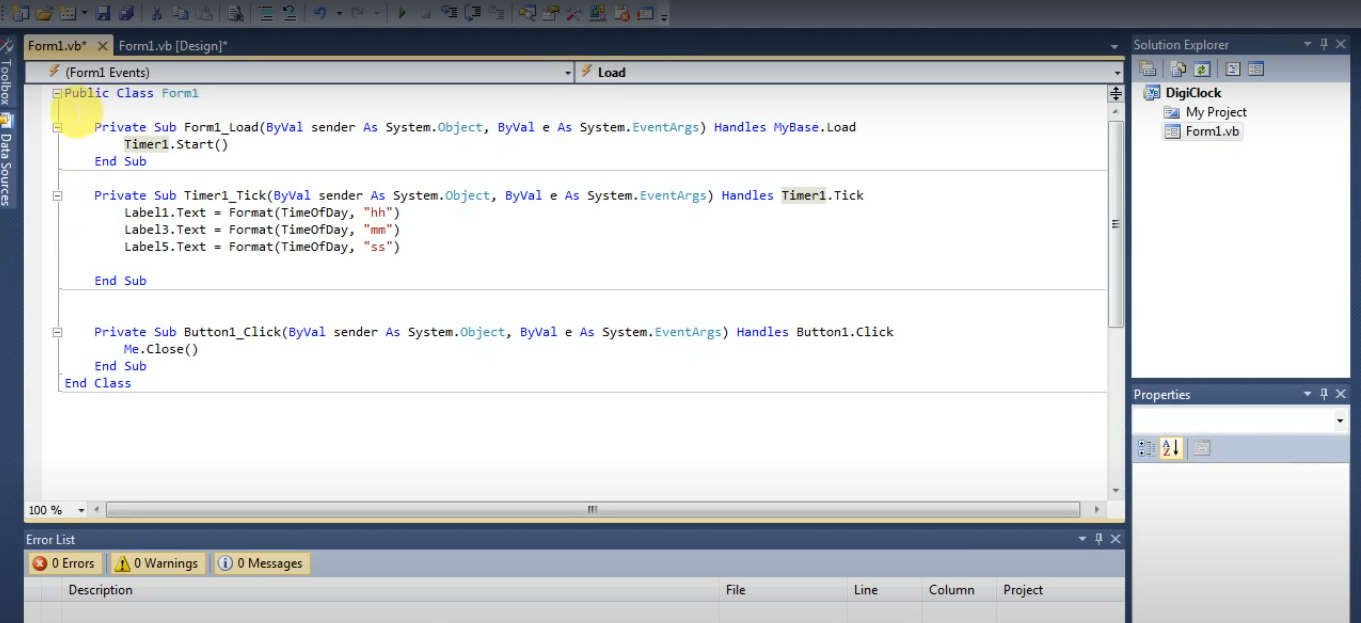 Form1.vb* Form1.vb [Design]*
(Form1 Events) Load
Public Class Form1
Private Sub Form1_Load(ByVal sender As System.Object, ByVal e As System.EventArgs) Handles MyBase.Load
Timer1.Start()
End Sub
Private Sub Timer1_Tick(ByVal sender As System.Object, ByVal e As System.EventArgs) Handles Timer1.Tick
Label1.Text = Format(TimeOfDay, "hh")
Label3.Text = Format(TimeOfDay, "mm")
Label5.Text = Format(TimeOfDay, "ss")
End Sub
Private Sub Button1_Click(ByVal sender As System.Object, ByVal e As System.EventArgs) Handles Button1.Click
Me.Close()
End Sub
End Class
100 %
Toolbox
Data Sources
Solution Explorer
DigiClock
My Project
Form1.vb
Properties
Error List
0 Errors 0 Warnings 0 Messages
Description File Line Column Project